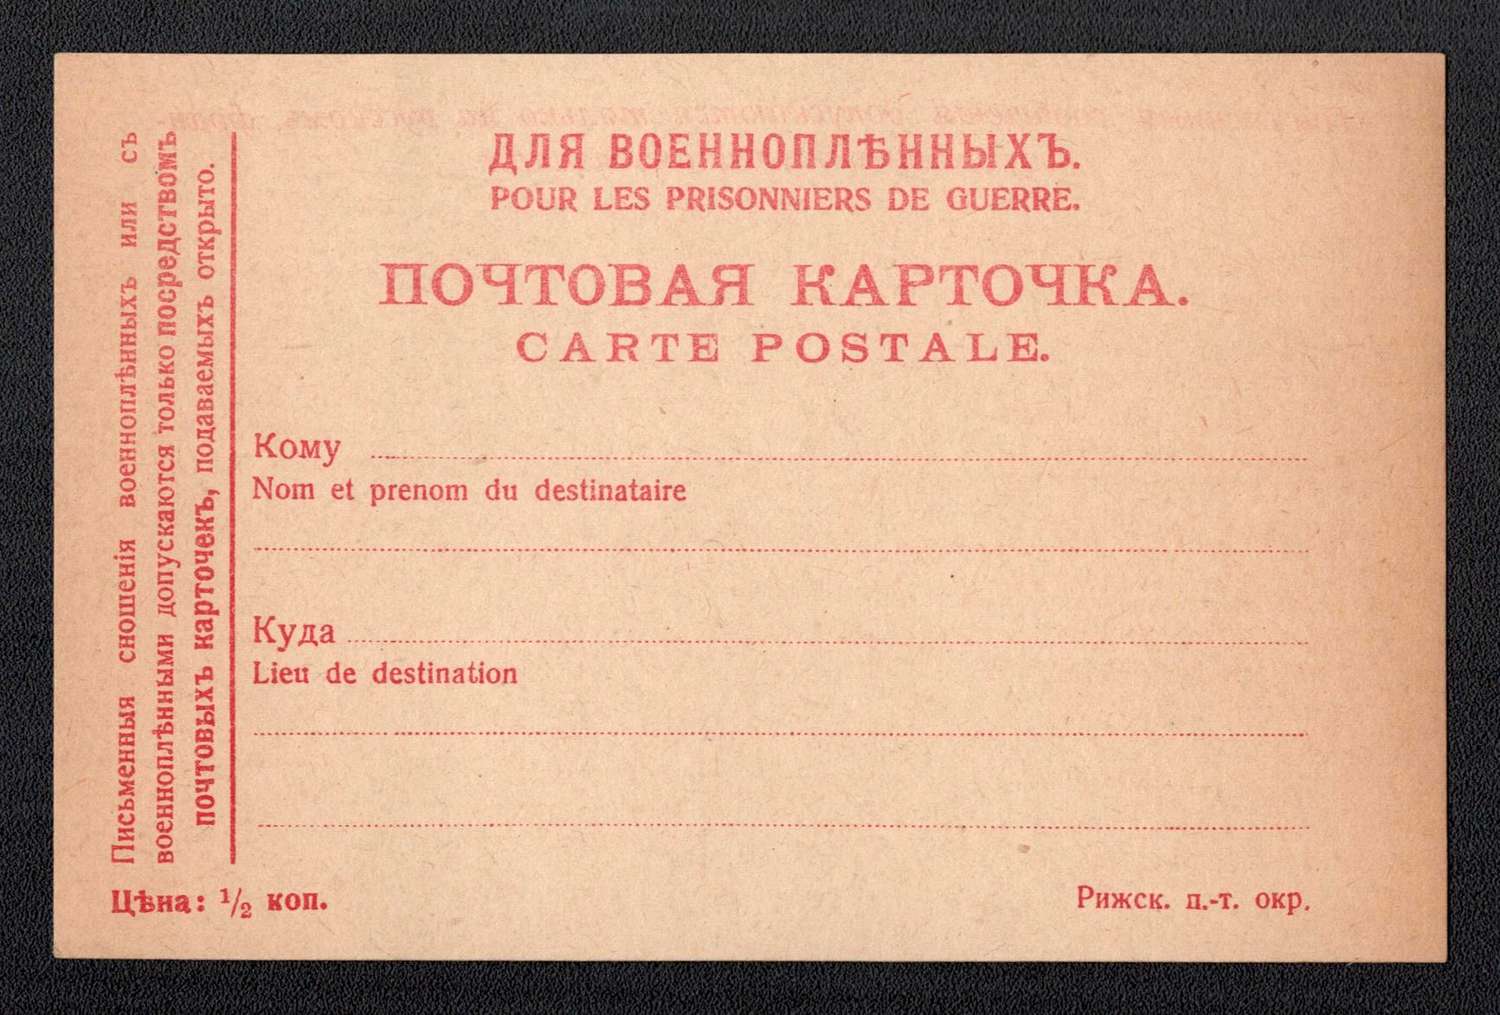 ДЛЯ ВОЕННОПЛѢННЫХЪ.
POUR LES PRISONNIERS DE GUERRE.
ПОЧТОВАЯ КАРТОЧКА.
CARTE POSTALE.
Кому
Nom et prenom du destinataire
Куда
Lieu de destination
Письменныя сношенія военноплѣнныхъ или съ
военноплѣнными допускаются только посредствомъ
почтовыхъ карточекъ, подаваемыхъ открыто.
Цѣна: 1/2 коп.
Рижск. п.-т. окр.